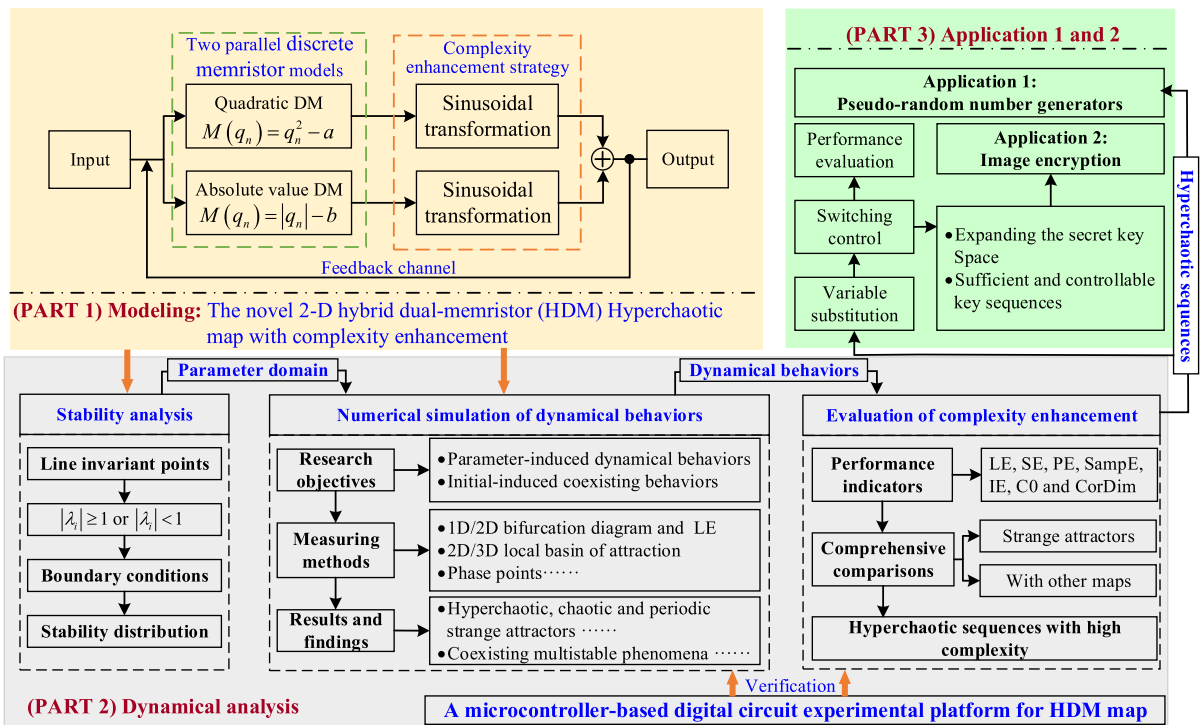 Two parallel discrete
memristor models
Complexity
enhancement strategy
Input
Quadratic DM
M(qₙ) = qₙ² − a
Sinusoidal
transformation
Absolute value DM
M(qₙ) = |qₙ| − b
Sinusoidal
transformation
Output
Feedback channel
(PART 1) Modeling: The novel 2-D hybrid dual-memristor (HDM) Hyperchaotic
map with complexity enhancement
(PART 3) Application 1 and 2
Application 1:
Pseudo-random number generators
Performance
evaluation
Application 2:
Image encryption
Switching
control
•Expanding the secret key
Space
•Sufficient and controllable
key sequences
Variable
substitution
Hyperchaotic sequences
Parameter domain
Dynamical behaviors
Stability analysis
Line invariant points
|λᵢ| ≥ 1 or |λᵢ| < 1
Boundary conditions
Stability distribution
Numerical simulation of dynamical behaviors
Research
objectives
•Parameter-induced dynamical behaviors
•Initial-induced coexisting behaviors
Measuring
methods
•1D/2D bifurcation diagram and LE
•2D/3D local basin of attraction
•Phase points······
Results and
findings
•Hyperchaotic, chaotic and periodic
strange attractors ······
•Coexisting multistable phenomena ······
Evaluation of complexity enhancement
Performance
indicators
LE, SE, PE, SampE,
IE, C0 and CorDim
Comprehensive
comparisons
Strange attractors
With other maps
Hyperchaotic sequences with high
complexity
Verification
(PART 2) Dynamical analysis
A microcontroller-based digital circuit experimental platform for HDM map